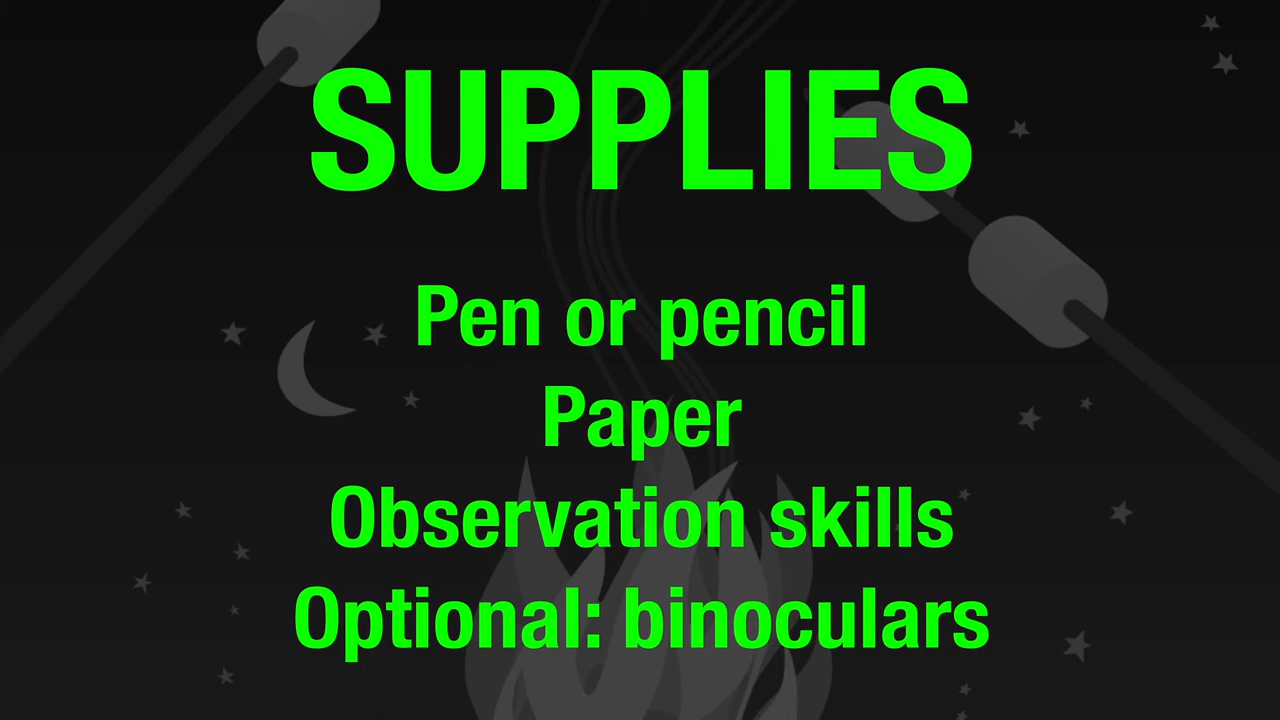 SUPPLIES
Pen or pencil
Paper
Observation skills
Optional: binoculars